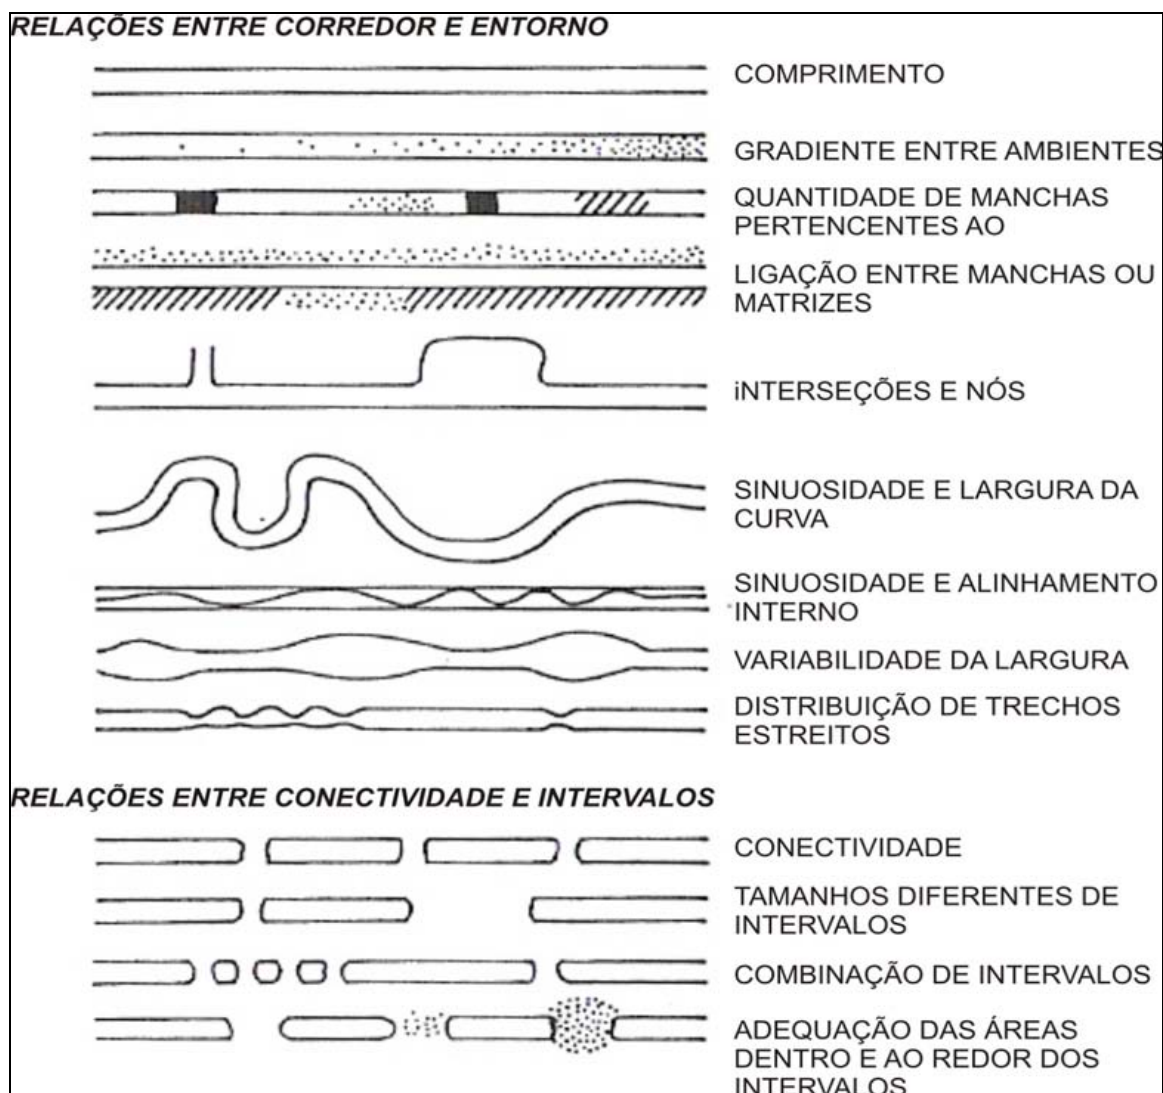 RELAÇÕES ENTRE CORREDOR E ENTORNO
COMPRIMENTO
GRADIENTE ENTRE AMBIENTES
QUANTIDADE DE MANCHAS
PERTENCENTES AO
LIGAÇÃO ENTRE MANCHAS OU
MATRIZES
iNTERSEÇÕES E NÓS
SINUOSIDADE E LARGURA DA
CURVA
SINUOSIDADE E ALINHAMENTO
INTERNO
VARIABILIDADE DA LARGURA
DISTRIBUIÇÃO DE TRECHOS
ESTREITOS
RELAÇÕES ENTRE CONECTIVIDADE E INTERVALOS
CONECTIVIDADE
TAMANHOS DIFERENTES DE
INTERVALOS
COMBINAÇÃO DE INTERVALOS
ADEQUAÇÃO DAS ÁREAS
DENTRO E AO REDOR DOS
INTERVALOS